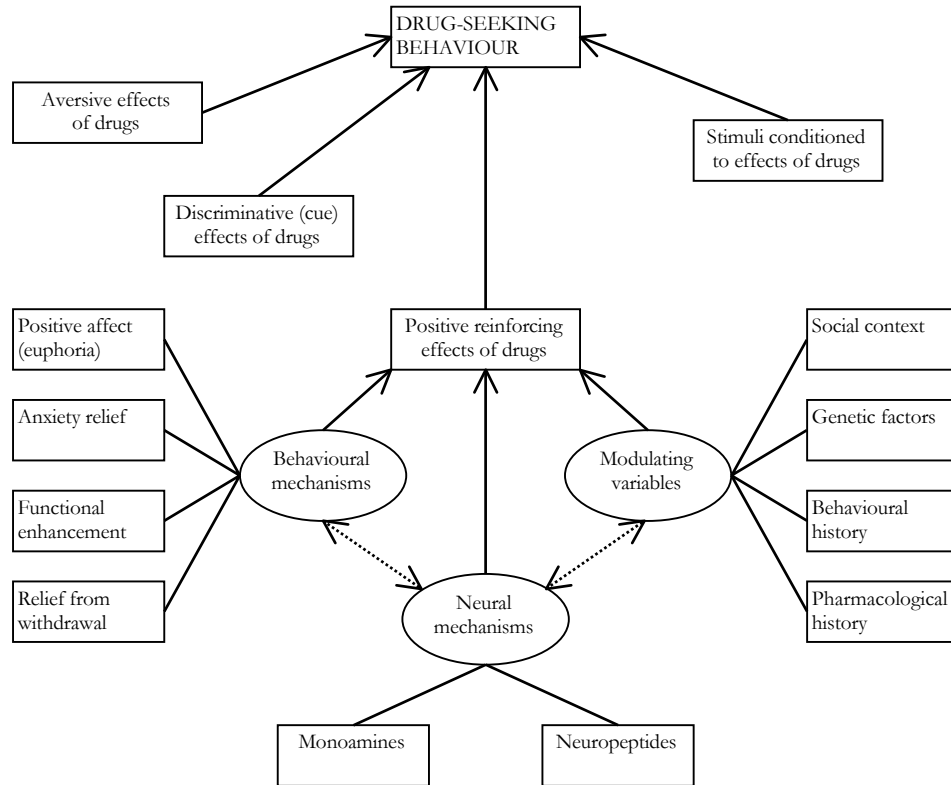 DRUG-SEEKING
BEHAVIOUR
Aversive effects
of drugs
Stimuli conditioned
to effects of drugs
Discriminative (cue)
effects of drugs
Positive affect
(euphoria)
Positive reinforcing
effects of drugs
Social context
Anxiety relief
Genetic factors
Behavioural
mechanisms
Modulating
variables
Functional
enhancement
Behavioural
history
Relief from
withdrawal
Neural
mechanisms
Pharmacological
history
Monoamines
Neuropeptides